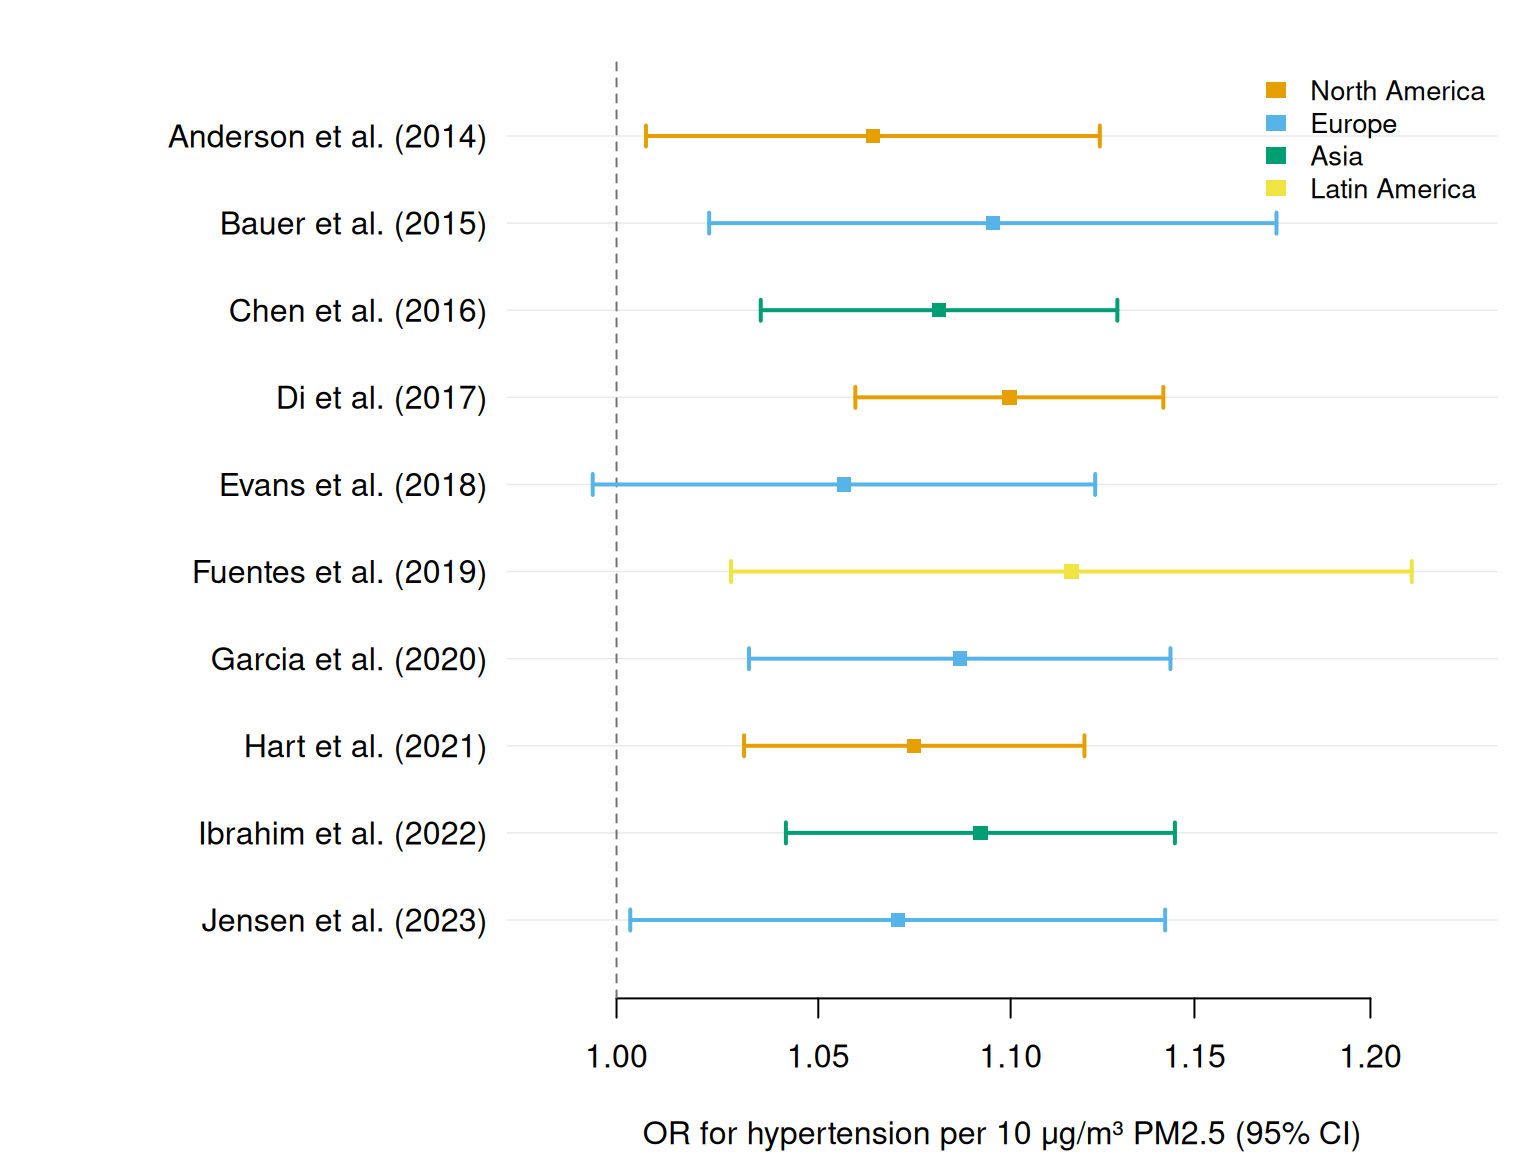 North America
Europe
Asia
Latin America
Anderson et al. (2014)
Bauer et al. (2015)
Chen et al. (2016)
Di et al. (2017)
Evans et al. (2018)
Fuentes et al. (2019)
Garcia et al. (2020)
Hart et al. (2021)
Ibrahim et al. (2022)
Jensen et al. (2023)
1.00 1.05 1.10 1.15 1.20
OR for hypertension per 10 µg/m³ PM2.5 (95% CI)